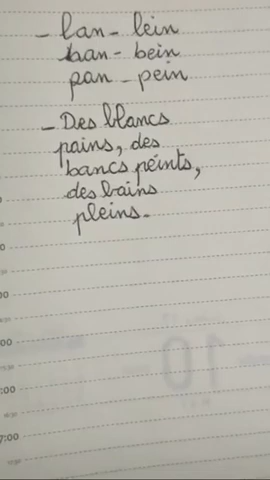 - lan - lein
ban - bein
pan - pein
- Des blancs
pains, des
bancs peints,
des bains
pleins.